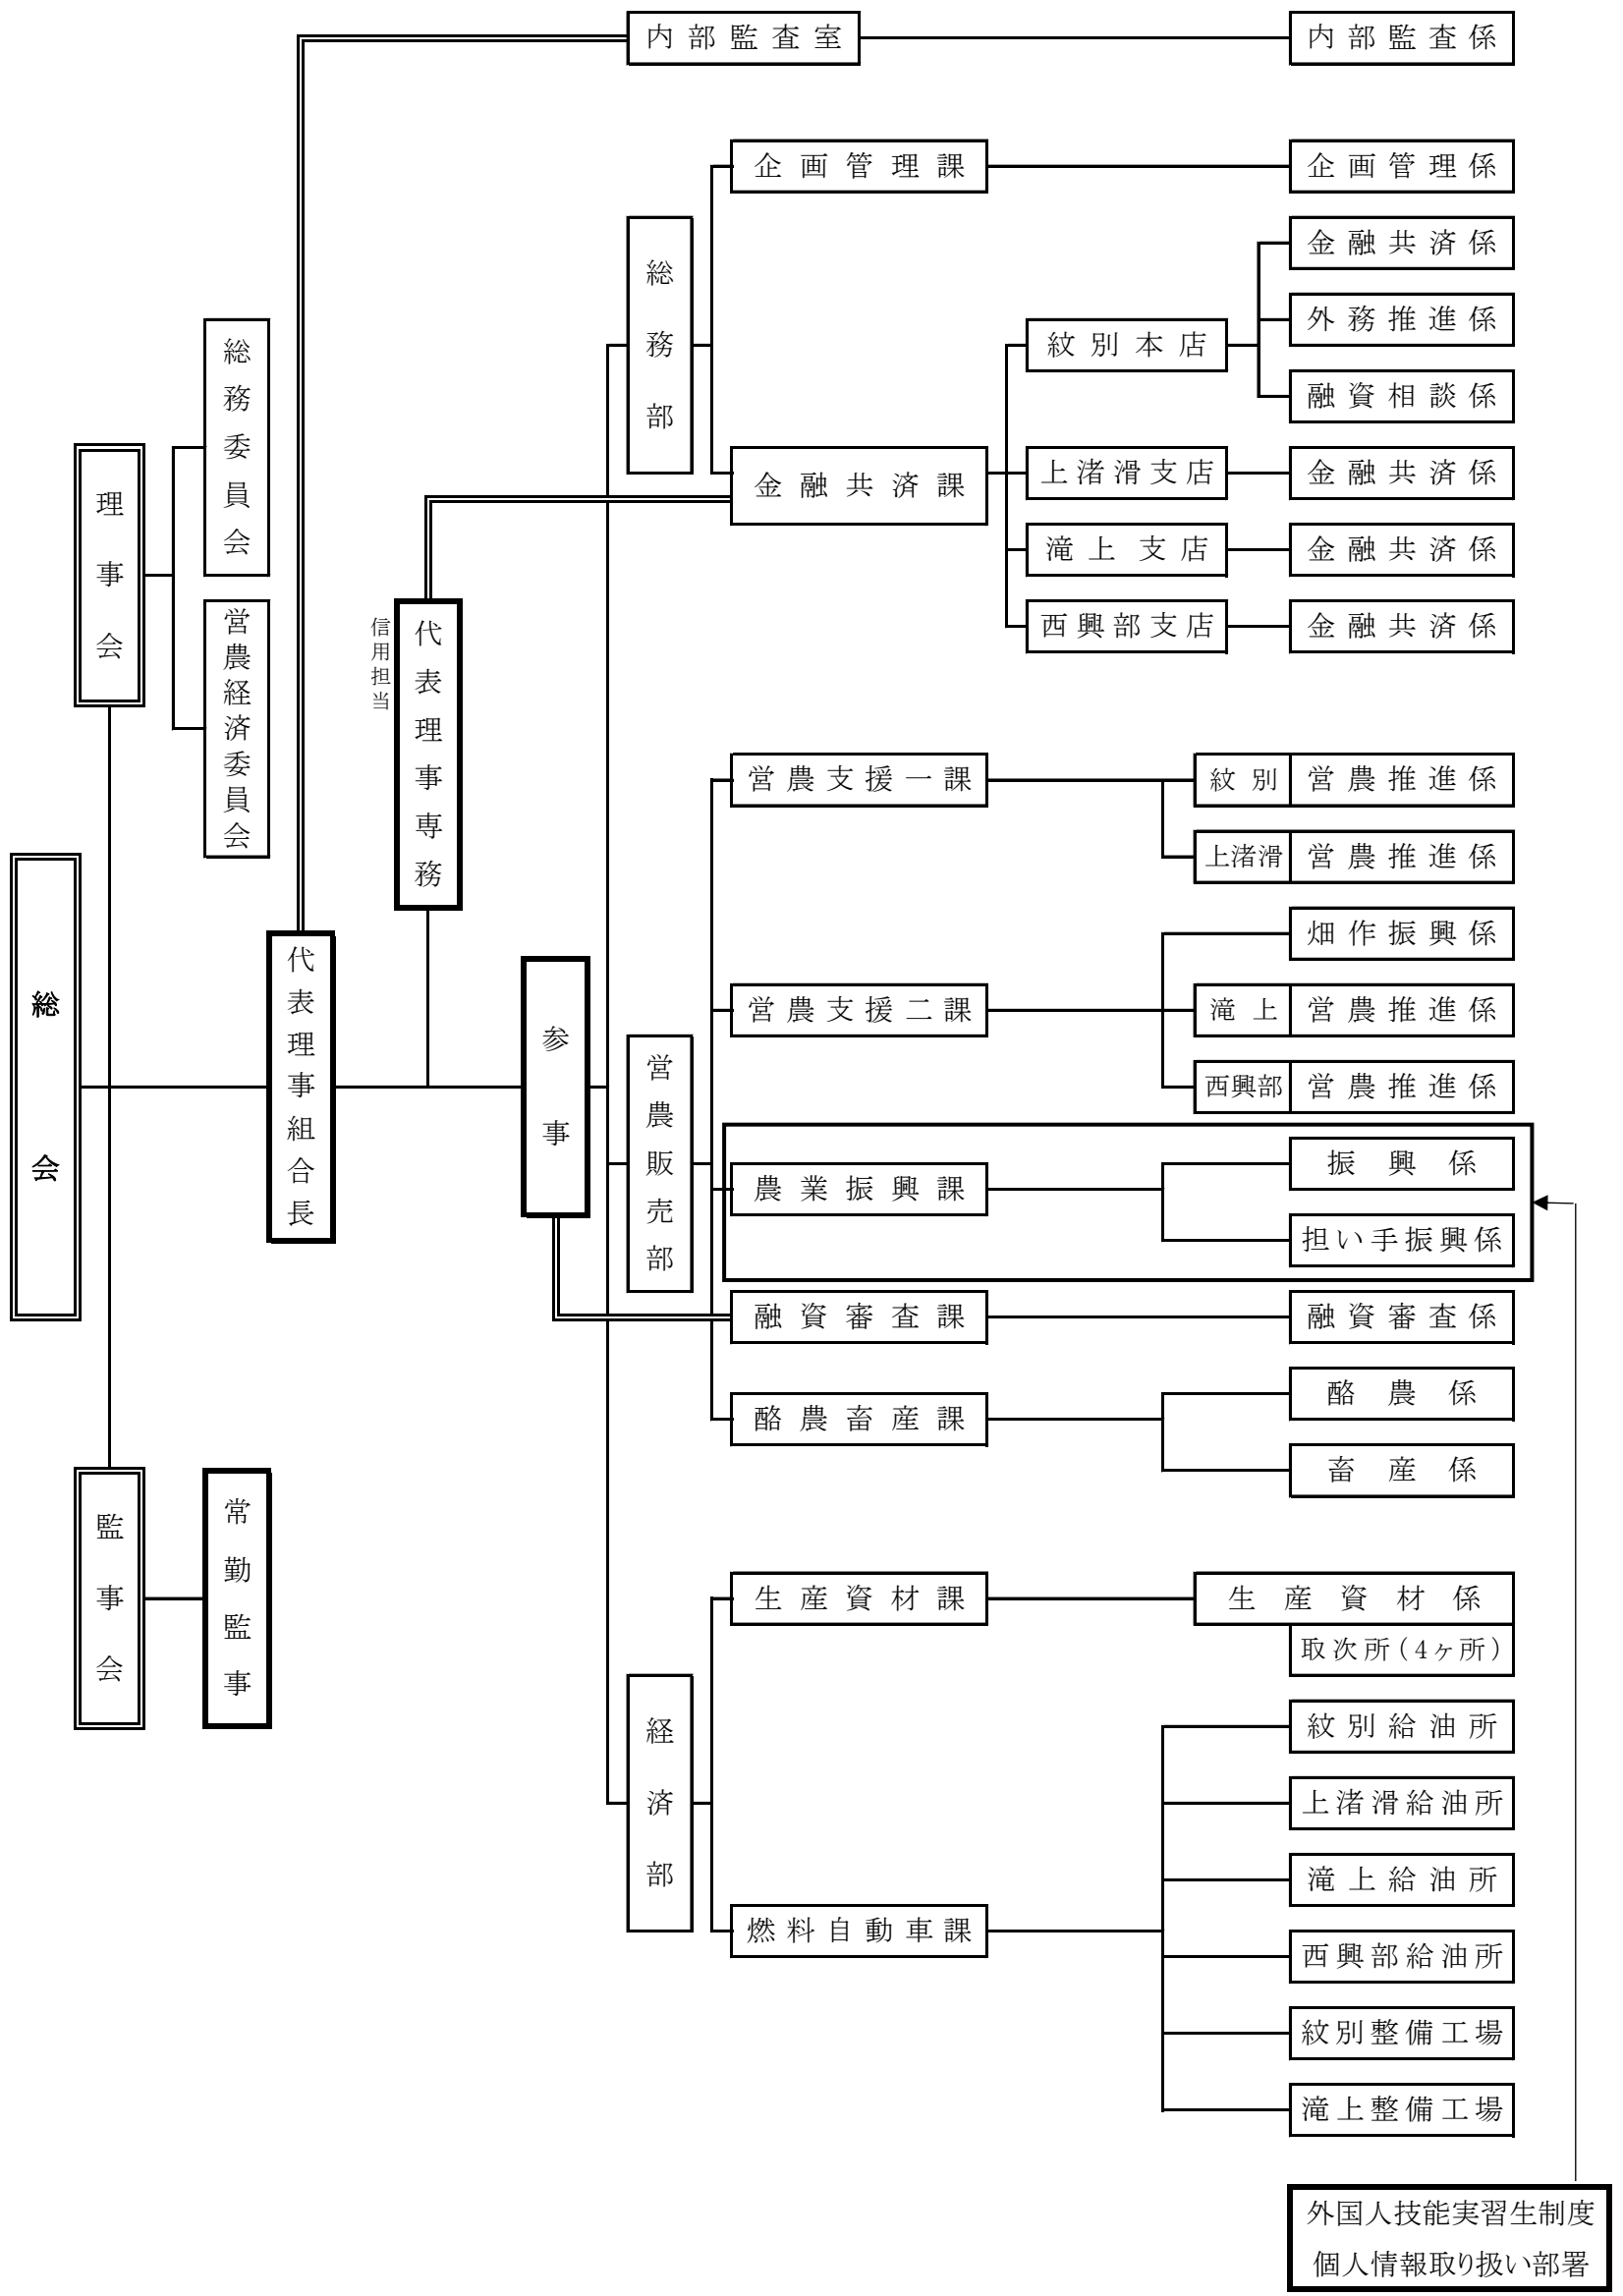 内部監査室
内部監査係
企画管理課
企画管理係
総務部
金融共済係
外務推進係
紋別本店
融資相談係
総務委員会
理事会
金融共済課
上渚滑支店
金融共済係
滝上支店
金融共済係
西興部支店
金融共済係
営農経済委員会
信用担当
代表理事専務
営農支援一課
紋別
営農推進係
上渚滑
営農推進係
総会
代表理事組合長
参事
畑作振興係
営農支援二課
滝上
営農推進係
西興部
営農推進係
営農販売部
農業振興課
振興係
担い手振興係
融資審査課
融資審査係
酪農畜産課
酪農係
畜産係
監事会
常勤監事
生産資材課
生産資材係
取次所(4ヶ所)
経済部
紋別給油所
上渚滑給油所
滝上給油所
燃料自動車課
西興部給油所
紋別整備工場
滝上整備工場
外国人技能実習生制度
個人情報取り扱い部署